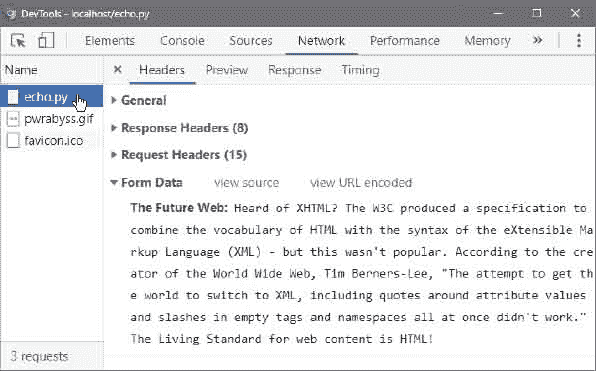 DevTools - localhost/echo.py
Elements Console Sources Network Performance Memory »
Name
× Headers Preview Response Timing
echo.py
pwrabyss.gif
favicon.ico
▶ General
▶ Response Headers (8)
▶ Request Headers (15)
▼ Form Data view source view URL encoded
The Future Web: Heard of XHTML? The W3C produced a specification to
combine the vocabulary of HTML with the syntax of the eXtensible Ma
rkup Language (XML) - but this wasn't popular. According to the cre
ator of the World Wide Web, Tim Berners-Lee, "The attempt to get th
e world to switch to XML, including quotes around attribute values
and slashes in empty tags and namespaces all at once didn't work."
The Living Standard for web content is HTML!
3 requests